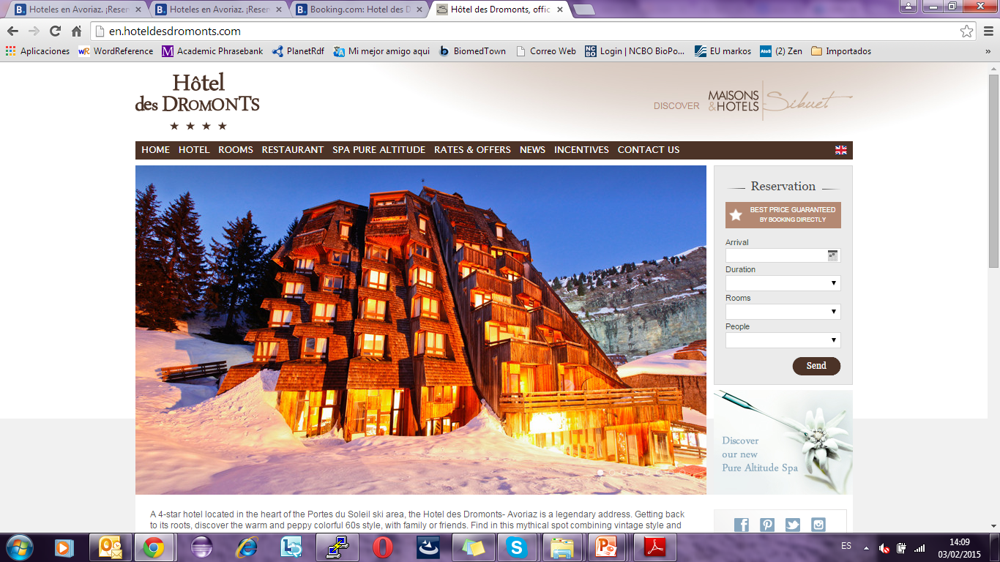 Hoteles en Avoriaz. ¡Reser
Hoteles en Avoriaz. ¡Reser
Booking.com: Hotel des D
Hôtel des Dromonts, offic
en.hoteldesdromonts.com
Aplicaciones
WordReference
Academic Phrasebank
PlanetRdf
Mi mejor amigo aqui
BiomedTown
Correo Web
Login | NCBO BioPo...
EU markos
(2) Zen
Importados
»
Hôtel
des DROMONTS
DISCOVER
MAISONS
&HOTELS
Sibuet
HOME HOTEL ROOMS RESTAURANT SPA PURE ALTITUDE RATES & OFFERS NEWS INCENTIVES CONTACT US
Reservation
BEST PRICE GUARANTEED
BY BOOKING DIRECTLY
Arrival
Duration
Rooms
People
Send
Discover
our new
Pure Altitude Spa
A 4-star hotel located in the heart of the Portes du Soleil ski area, the Hotel des Dromonts- Avoriaz is a legendary address. Getting back
to its roots, discover the warm and peppy colorful 60s style, with family or friends. Find in this mythical spot combining vintage style and
ES
14:09
03/02/2015